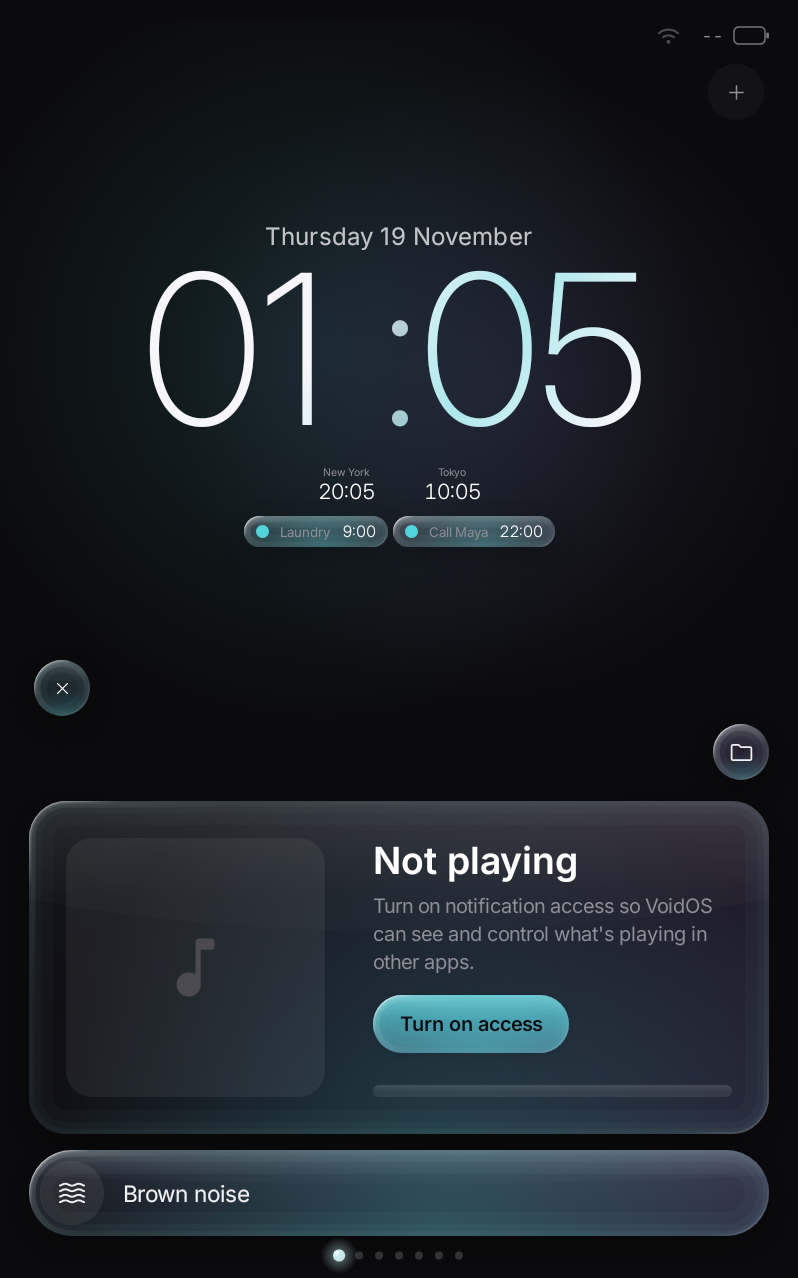 --
Thursday 19 November
01:05
New York
Tokyo
20:05
10:05
Laundry 9:00
Call Maya 22:00
Not playing
Turn on notification access so VoidOS
can see and control what's playing in
other apps.
Turn on access
Brown noise